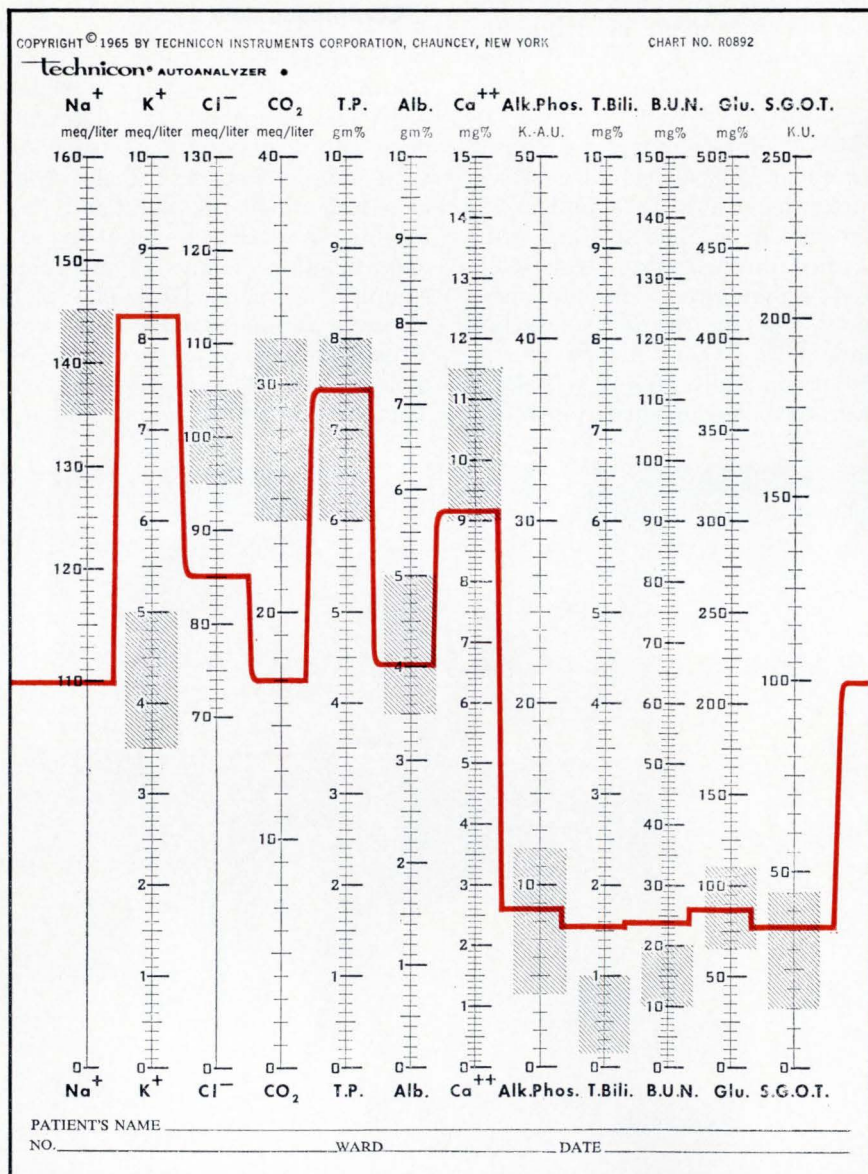 COPYRIGHT © 1965 BY TECHNICON INSTRUMENTS CORPORATION, CHAUNCEY, NEW YORK CHART NO. R0892
Technicon® AUTOANALYZER
Na+ K+ Cl− CO2 T.P. Alb. Ca++ Alk.Phos. T.Bili. B.U.N. Glu. S.G.O.T.
meq/liter meq/liter meq/liter meq/liter gm% gm% mg% K.-A.U. mg% mg% mg% K.U.
160 10 130 40 10 10 15 50 10 150 500 250
14 140
9 120 9 9 9 450
150
13 130
200
8 110 8 8 12 40 8 120 400
140
30
7 11 110
7 100 7 7 350
130
10 100
6 150
6 90 6 9 30 6 90 300
120
5 8 80
5 80 20 5 5 250
7 70
4
110 100
6 60
4 70 4 20 4 200
3 5 50
3 3 3 150
4 40
10
2 50
2 2 3 10 2 30 100
2 20
1
1 1 1 50
1 10
0 0 0 0 0 0 0 0 0 0 0 0
Na+ K+ Cl− CO2 T.P. Alb. Ca++ Alk.Phos. T.Bili. B.U.N. Glu. S.G.O.T.
PATIENT'S NAME
NO. WARD DATE